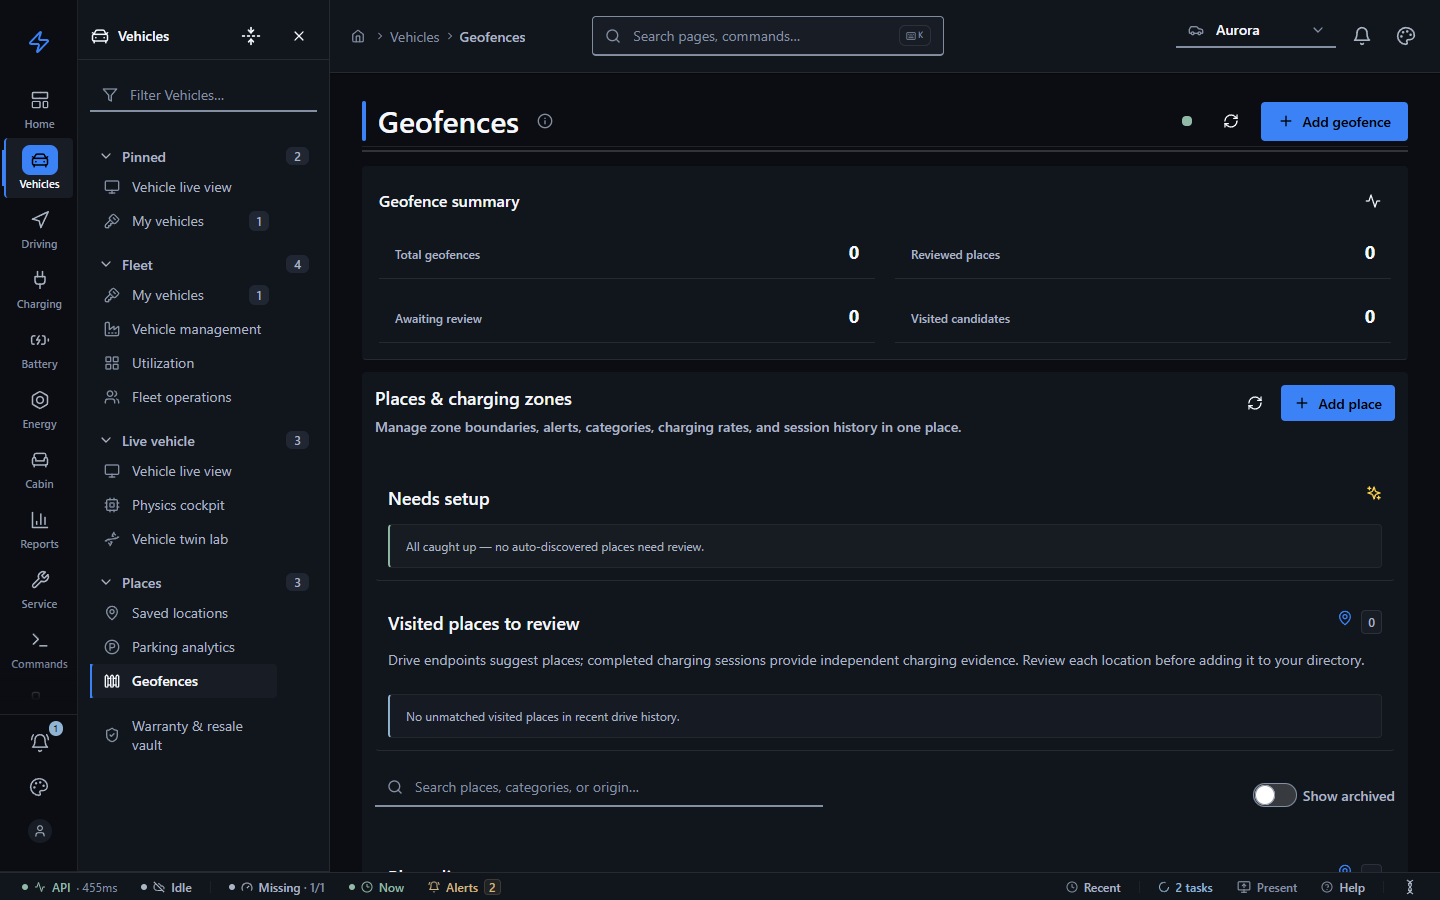 Vehicles
Vehicles
Geofences
Search pages, commands...
K
Aurora
Home
Vehicles
Driving
Charging
Battery
Energy
Cabin
Reports
Service
Commands
1
Filter Vehicles...
Pinned
2
Vehicle live view
My vehicles
1
Fleet
4
My vehicles
1
Vehicle management
Utilization
Fleet operations
Live vehicle
3
Vehicle live view
Physics cockpit
Vehicle twin lab
Places
3
Saved locations
Parking analytics
Geofences
Warranty & resale
vault
Geofences
Add geofence
Geofence summary
Total geofences
0
Reviewed places
0
Awaiting review
0
Visited candidates
0
Places & charging zones
Manage zone boundaries, alerts, categories, charging rates, and session history in one place.
Add place
Needs setup
All caught up — no auto-discovered places need review.
Visited places to review
0
Drive endpoints suggest places; completed charging sessions provide independent charging evidence. Review each location before adding it to your directory.
No unmatched visited places in recent drive history.
Search places, categories, or origin...
Show archived
API · 455ms
Idle
Missing · 1/1
Now
Alerts
2
Recent
2 tasks
Present
Help